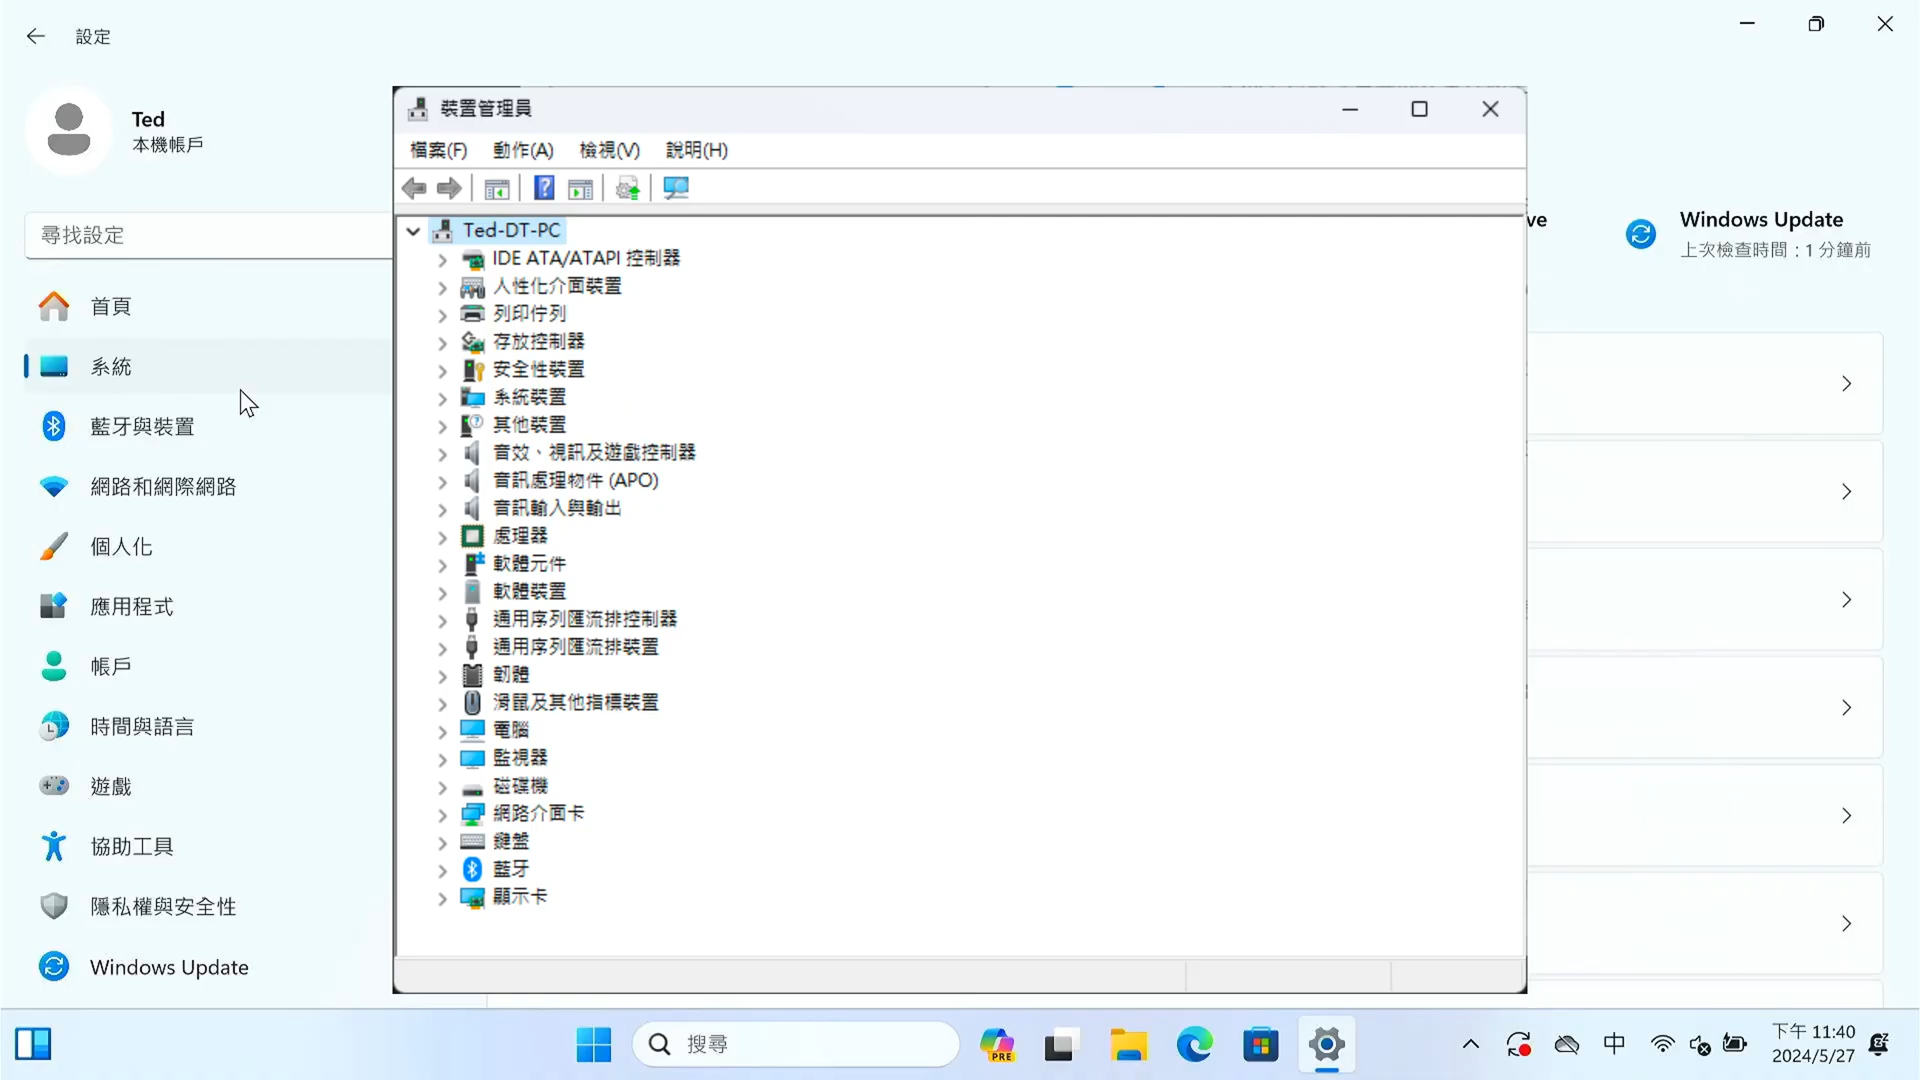 設定
Ted
本機帳戶
尋找設定
首頁
系統
藍牙與裝置
網路和網際網路
個人化
應用程式
帳戶
時間與語言
遊戲
協助工具
隱私權與安全性
Windows Update
裝置管理員
檔案(F) 動作(A) 檢視(V) 說明(H)
Ted-DT-PC
IDE ATA/ATAPI 控制器
人性化介面裝置
列印佇列
存放控制器
安全性裝置
系統裝置
其他裝置
音效、視訊及遊戲控制器
音訊處理物件 (APO)
音訊輸入與輸出
處理器
軟體元件
軟體裝置
通用序列匯流排控制器
通用序列匯流排裝置
韌體
滑鼠及其他指標裝置
電腦
監視器
磁碟機
網路介面卡
鍵盤
藍牙
顯示卡
ve
Windows Update
上次檢查時間：1 分鐘前
搜尋
PRE
中
下午 11:40
2024/5/27